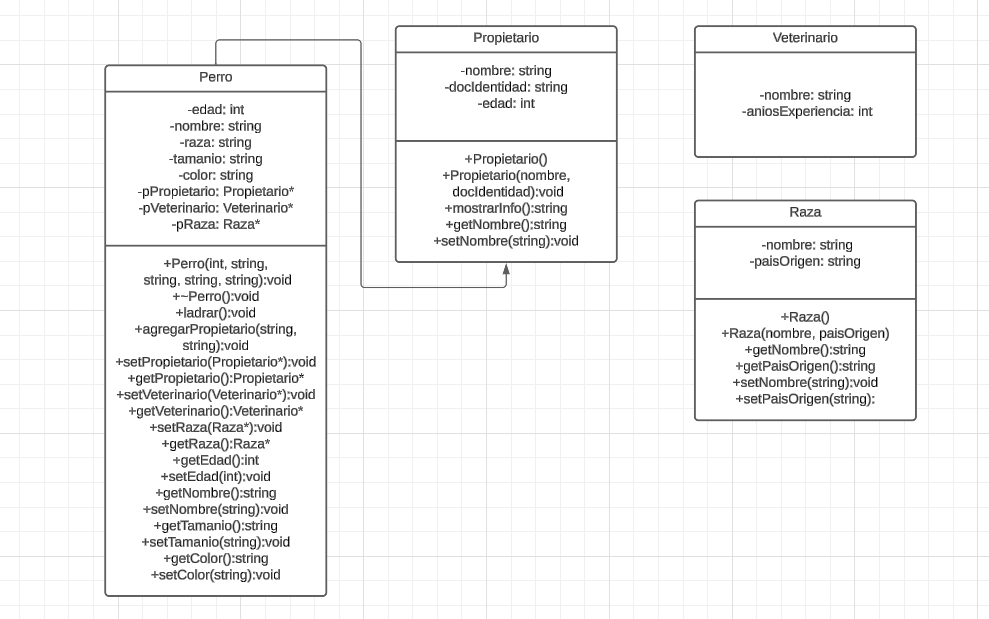 Perro
-edad: int
-nombre: string
-raza: string
-tamanio: string
-color: string
-pPropietario: Propietario*
-pVeterinario: Veterinario*
-pRaza: Raza*
+Perro(int, string,
string, string, string):void
+~Perro():void
+ladrar():void
+agregarPropietario(string,
string):void
+setPropietario(Propietario*):void
+getPropietario():Propietario*
+setVeterinario(Veterinario*):void
+getVeterinario():Veterinario*
+setRaza(Raza*):void
+getRaza():Raza*
+getEdad():int
+setEdad(int):void
+getNombre():string
+setNombre(string):void
+getTamanio():string
+setTamanio(string):void
+getColor():string
+setColor(string):void
Propietario
-nombre: string
-docIdentidad: string
-edad: int
+Propietario()
+Propietario(nombre,
docIdentidad):void
+mostrarInfo():string
+getNombre():string
+setNombre(string):void
Veterinario
-nombre: string
-aniosExperiencia: int
Raza
-nombre: string
-paisOrigen: string
+Raza()
+Raza(nombre, paisOrigen)
+getNombre():string
+getPaisOrigen():string
+setNombre(string):void
+setPaisOrigen(string):